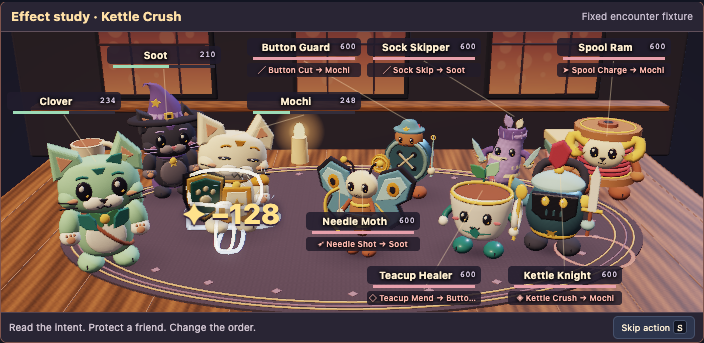 Effect study · Kettle Crush
Fixed encounter fixture
Soot 210
Button Guard 600
Button Cut → Mochi
Sock Skipper 600
Sock Skip → Soot
Spool Ram 600
Spool Charge → Mochi
Clover 234
Mochi 248
-128
Needle Moth 600
Needle Shot → Soot
Teacup Healer 600
Teacup Mend → Butto...
Kettle Knight 600
Kettle Crush → Mochi
Read the intent. Protect a friend. Change the order.
Skip action S